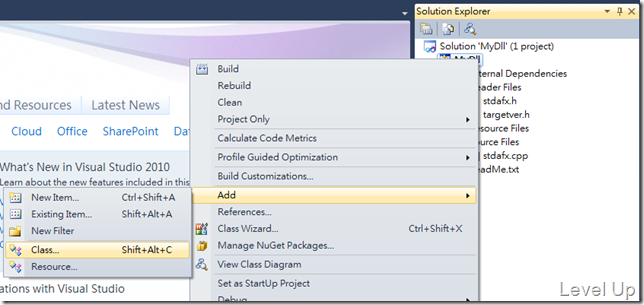 Solution Explorer
Solution 'MyDll' (1 project)
MyDll
ternal Dependencies
eader Files
stdafx.h
targetver.h
esource Files
ource Files
stdafx.cpp
eadMe.txt
Build
Rebuild
Clean
Project Only
Calculate Code Metrics
Profile Guided Optimization
Build Customizations...
Add
References...
Class Wizard... Ctrl+Shift+X
Manage NuGet Packages...
View Class Diagram
Set as StartUp Project
Debug
nd Resources
Latest News
Cloud Office SharePoint Dat
What's New in Visual Studio 2010
Learn about the new features included in this
New Item... Ctrl+Shift+A
Existing Item... Shift+Alt+A
New Filter
Class... Shift+Alt+C
Resource...
ations with Visual Studio
Level Up